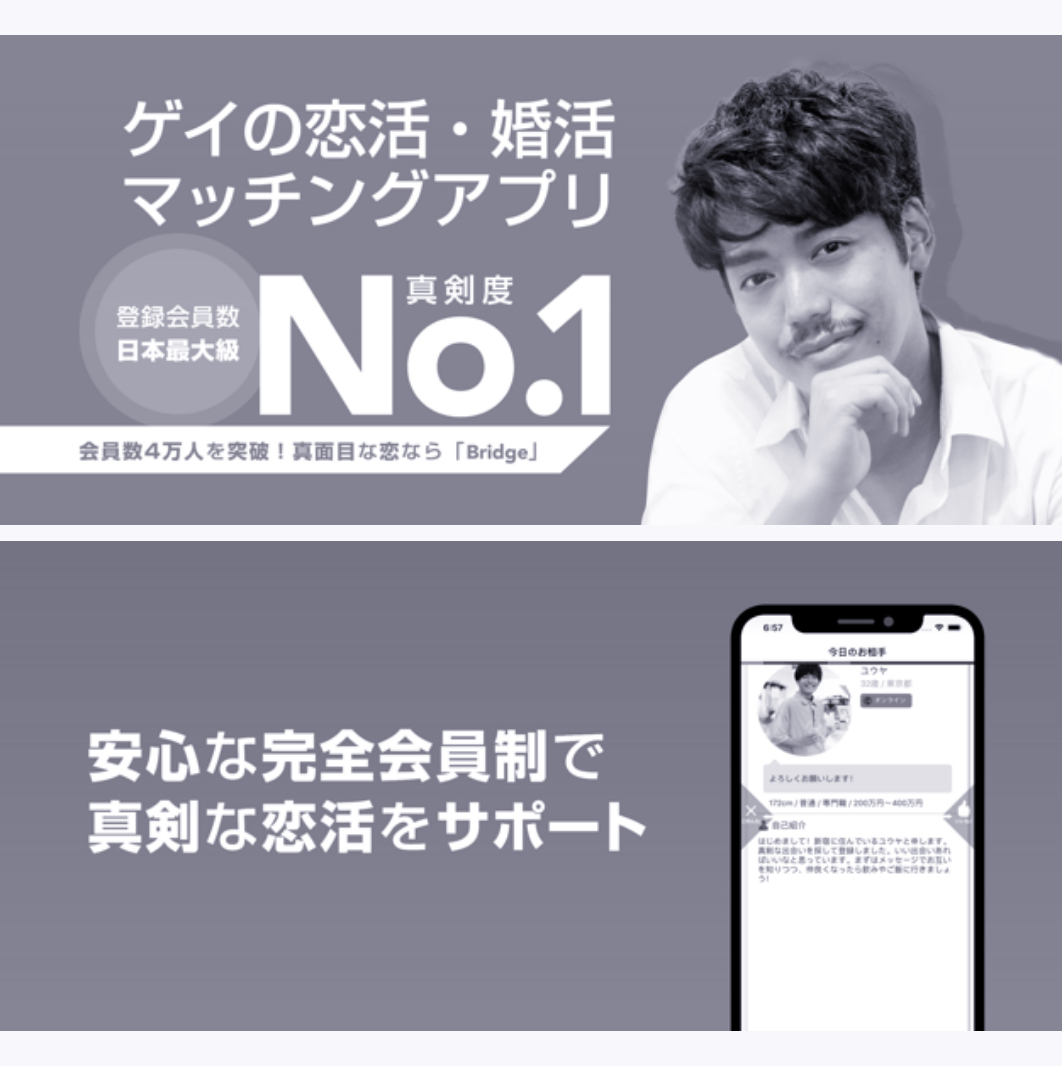 ゲイの恋活・婚活
マッチングアプリ
登録会員数
日本最大級
真剣度
No.1
会員数4万人を突破！真面目な恋なら「Bridge」
安心な完全会員制で
真剣な恋活をサポート
6:57
今日のお相手
ユウヤ
32歳 / 東京都
オンライン
よろしくお願いします！
172cm / 普通 / 専門職 / 200万円〜400万円
自己紹介
はじめまして！新宿に住んでいるユウヤと申します。
真剣な出会いを探して登録しました。いい出会いあれ
ばいいなと思っています。まずはメッセージでお互い
を知りつつ、仲良くなったら飲みやご飯に行きましょ
う！